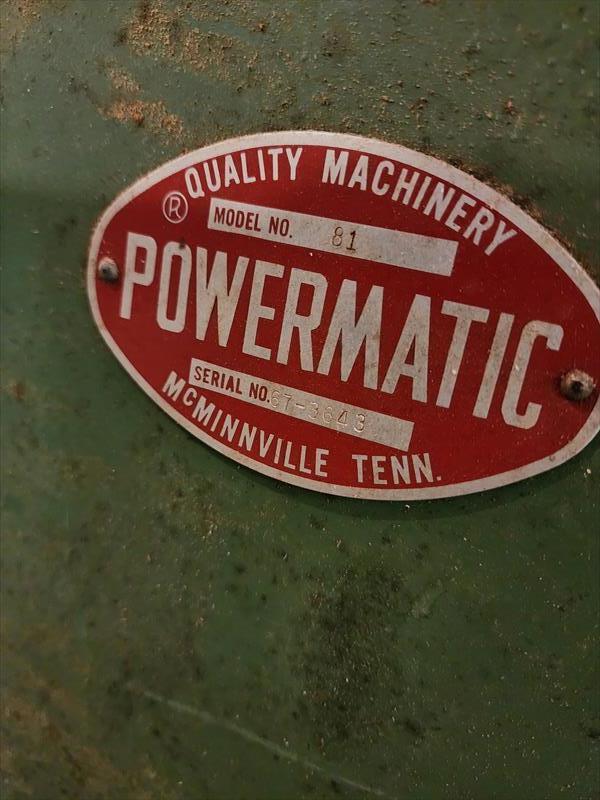 QUALITY MACHINERY
®
MODEL NO. 81
POWERMATIC
SERIAL NO. 67-3643
MCMINNVILLE TENN.